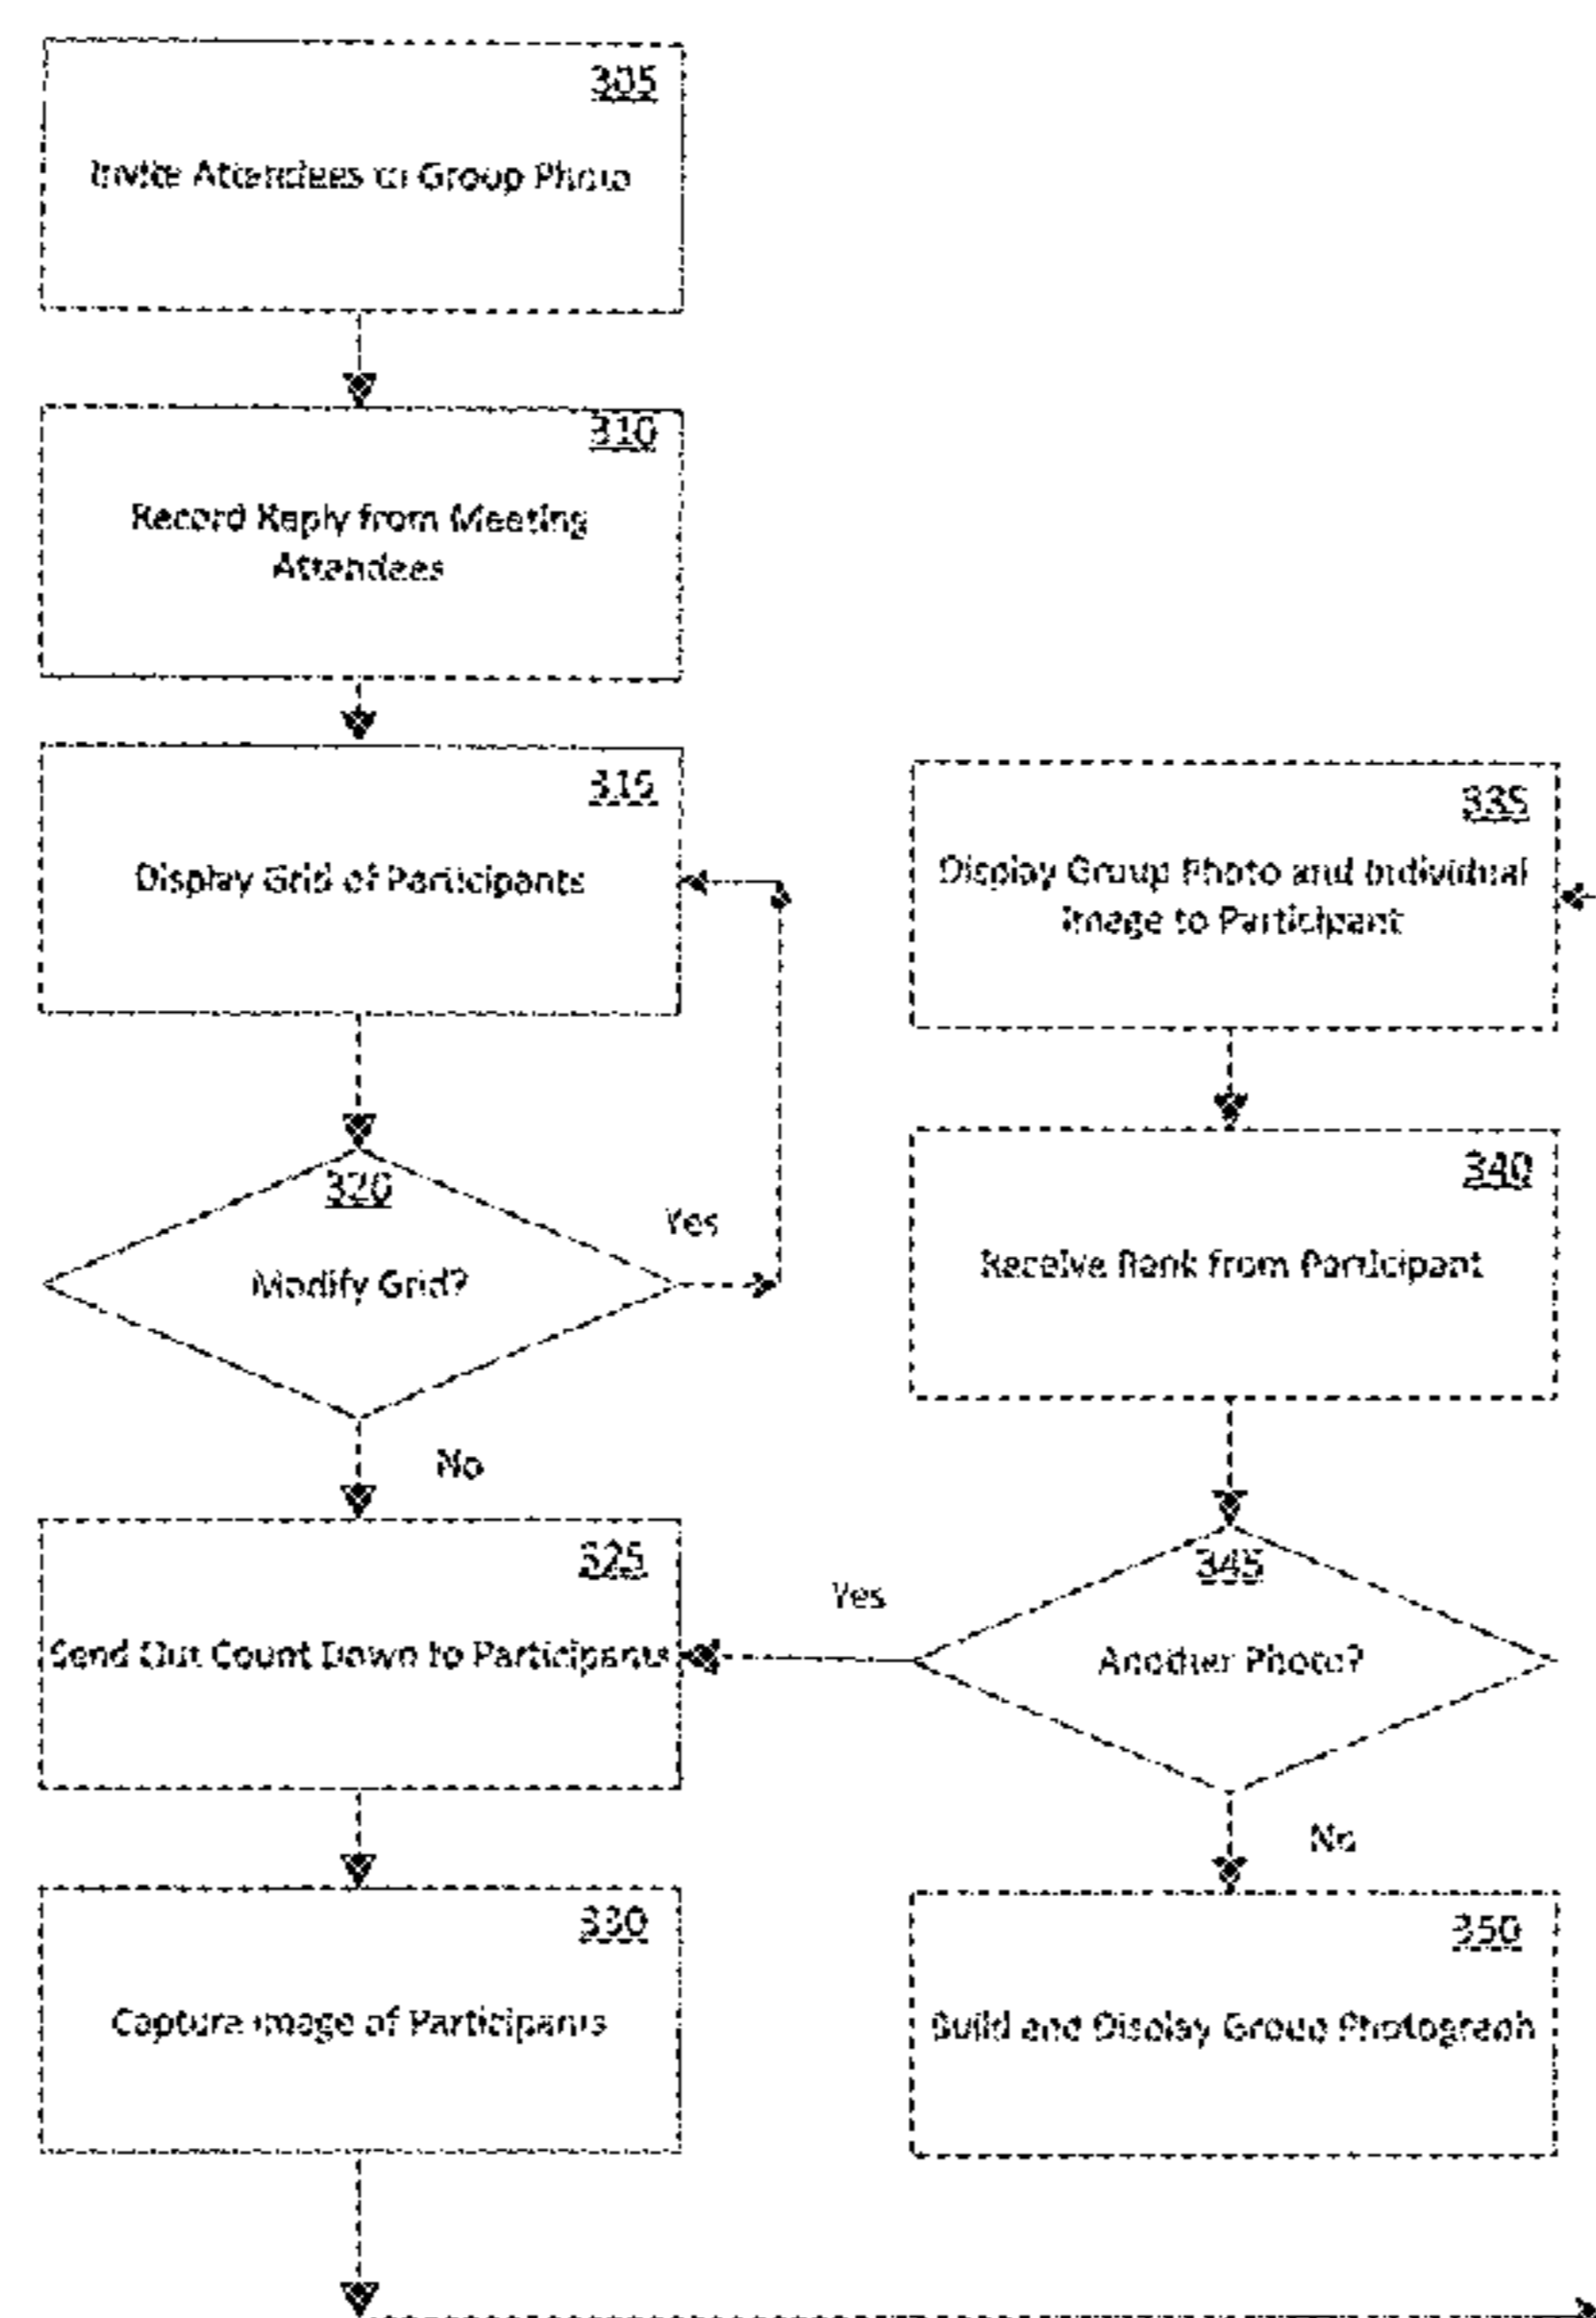 305
Invite Attendees to Group Photo
310
Record Reply from Meeting
Attendees
315
Display Grid of Participants
320
Modify Grid?
Yes
No
325
Send Out Count Down to Participants
330
Capture Image of Participants
335
Display Group Photo and Individual
Image to Participant
340
Receive Rank from Participant
345
Another Photo?
Yes
No
350
Build and Display Group Photograph